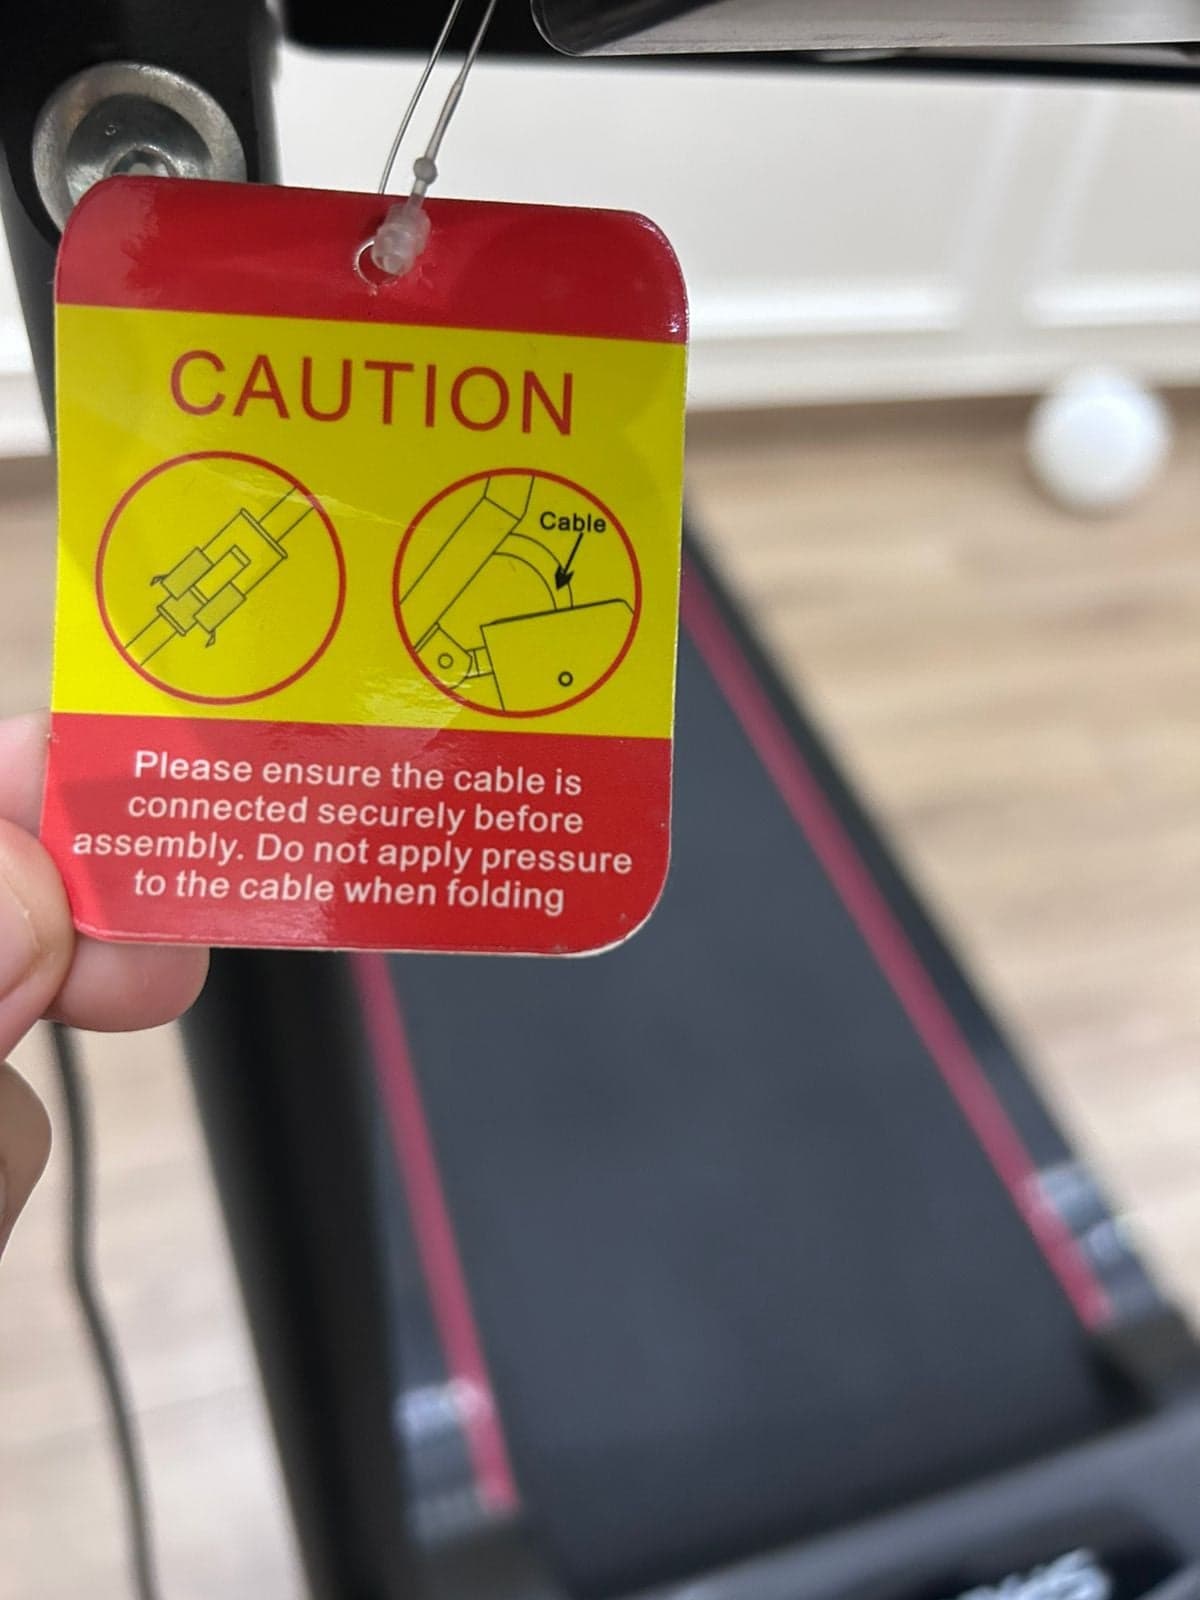 CAUTION
Cable
Please ensure the cable is
connected securely before
assembly. Do not apply pressure
to the cable when folding